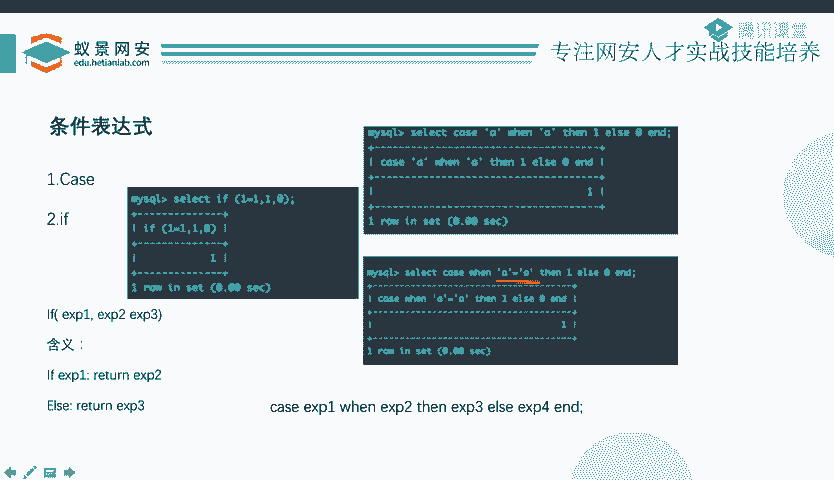 蚁景网安
edu.hetianlab.com
腾讯课堂
专注网安人才实战技能培养
条件表达式
1.Case
2.if
mysql> select if (1=1,1,0);
| if (1=1,1,0) |
| 1 |
1 row in set (0.00 sec)
If( exp1, exp2 exp3)
含义：
If exp1: return exp2
Else: return exp3
mysql> select case 'a' when 'a' then 1 else 0 end;
| case 'a' when 'a' then 1 else 0 end |
| 1 |
1 row in set (0.00 sec)
mysql> select case when 'a'='a' then 1 else 0 end;
| case when 'a'='a' then 1 else 0 end |
| 1 |
1 row in set (0.00 sec)
case exp1 when exp2 then exp3 else exp4 end;